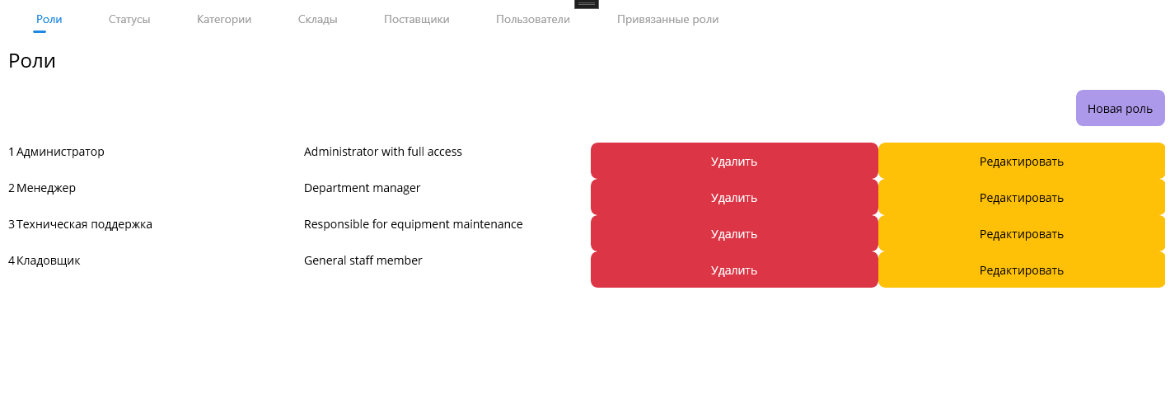 Роли Статусы Категории Склады Поставщики Пользователи Привязанные роли
Роли
Новая роль
1 Администратор Administrator with full access Удалить Редактировать
2 Менеджер Department manager Удалить Редактировать
3 Техническая поддержка Responsible for equipment maintenance Удалить Редактировать
4 Кладовщик General staff member Удалить Редактировать